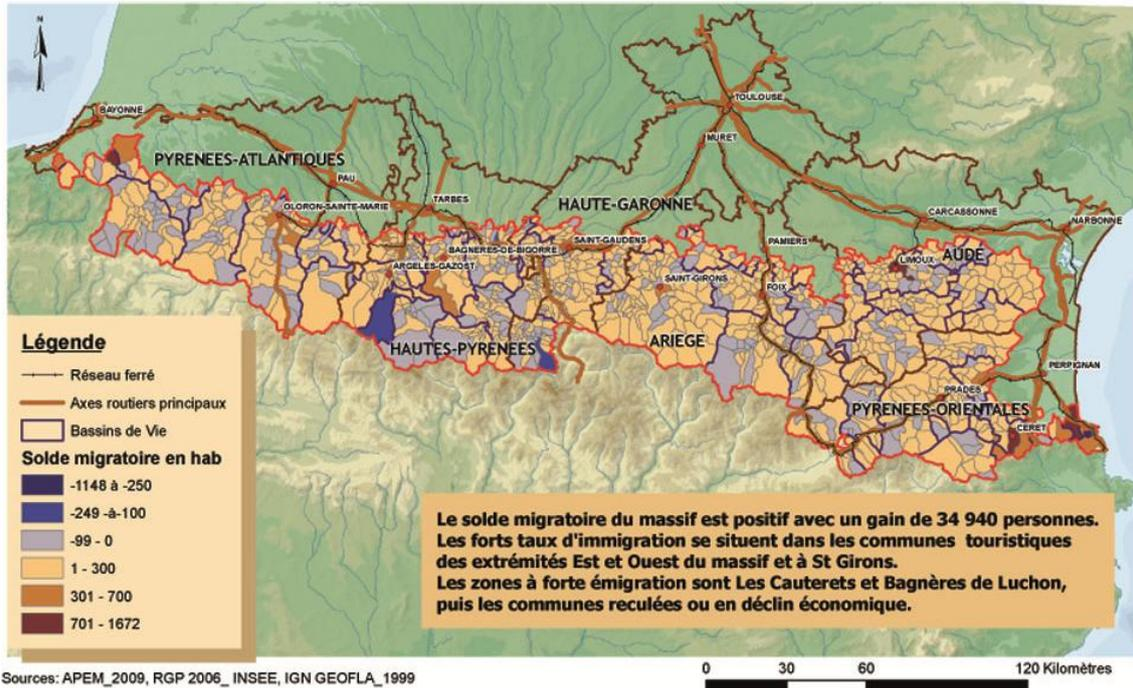 N
BAYONNE
TOULOUSE
MURET
PYRENEES-ATLANTIQUES
PAU
TARBES
HAUTE-GARONNE
OLORON-SAINTE-MARIE
CARCASSONNE
NARBONNE
BAGNERES-DE-BIGORRE
SAINT-GAUDENS
PAMIERS
LIMOUX
AUDE
ARGELES-GAZOST
SAINT-GIRONS
FOIX
HAUTES-PYRENEES
ARIEGE
PERPIGNAN
PRADES
PYRENEES-ORIENTALES
CERET
Légende
Réseau ferré
Axes routiers principaux
Bassins de Vie
Solde migratoire en hab
-1148 à -250
-249 -à-100
-99 - 0
1 - 300
301 - 700
701 - 1672
Le solde migratoire du massif est positif avec un gain de 34 940 personnes.
Les forts taux d'immigration se situent dans les communes touristiques
des extrémités Est et Ouest du massif et à St Girons.
Les zones à forte émigration sont Les Cauterets et Bagnères de Luchon,
puis les communes reculées ou en déclin économique.
Sources: APEM_2009, RGP 2006_ INSEE, IGN GEOFLA_1999
0 30 60 120 Kilomètres